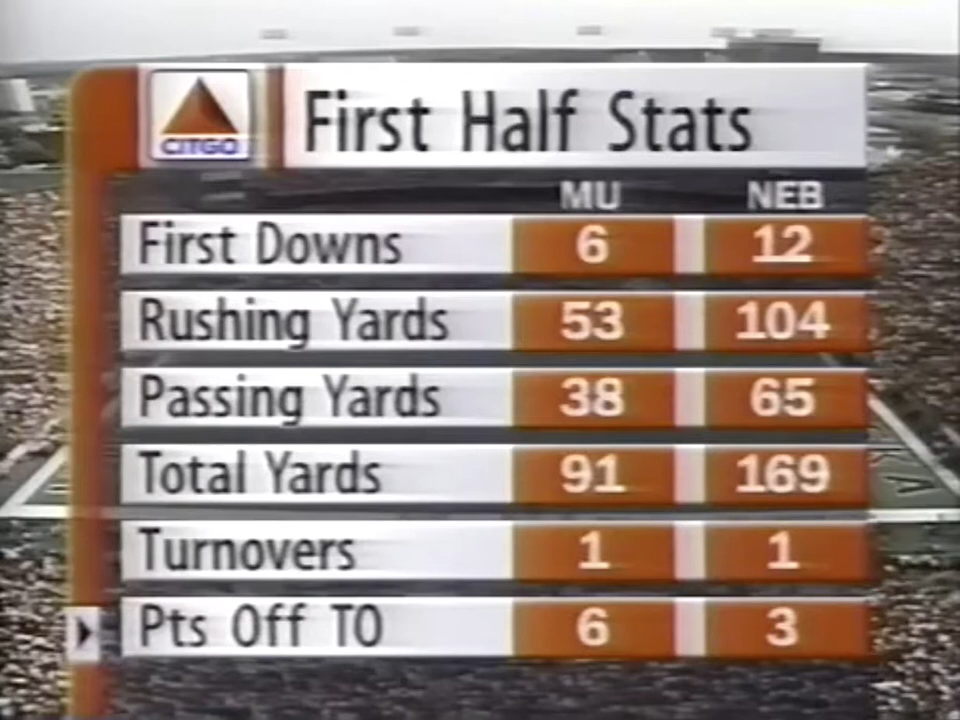 CITGO
First Half Stats
MU NEB
First Downs 6 12
Rushing Yards 53 104
Passing Yards 38 65
Total Yards 91 169
Turnovers 1 1
Pts Off TO 6 3